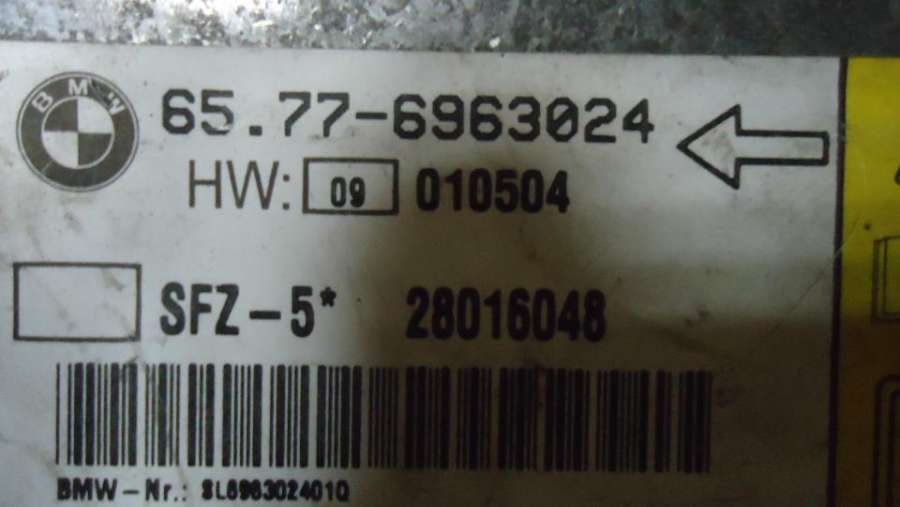 BMW
65.77-6963024
HW: 09 010504
SFZ-5* 28016048
BMW-Nr.: SL696302401Q